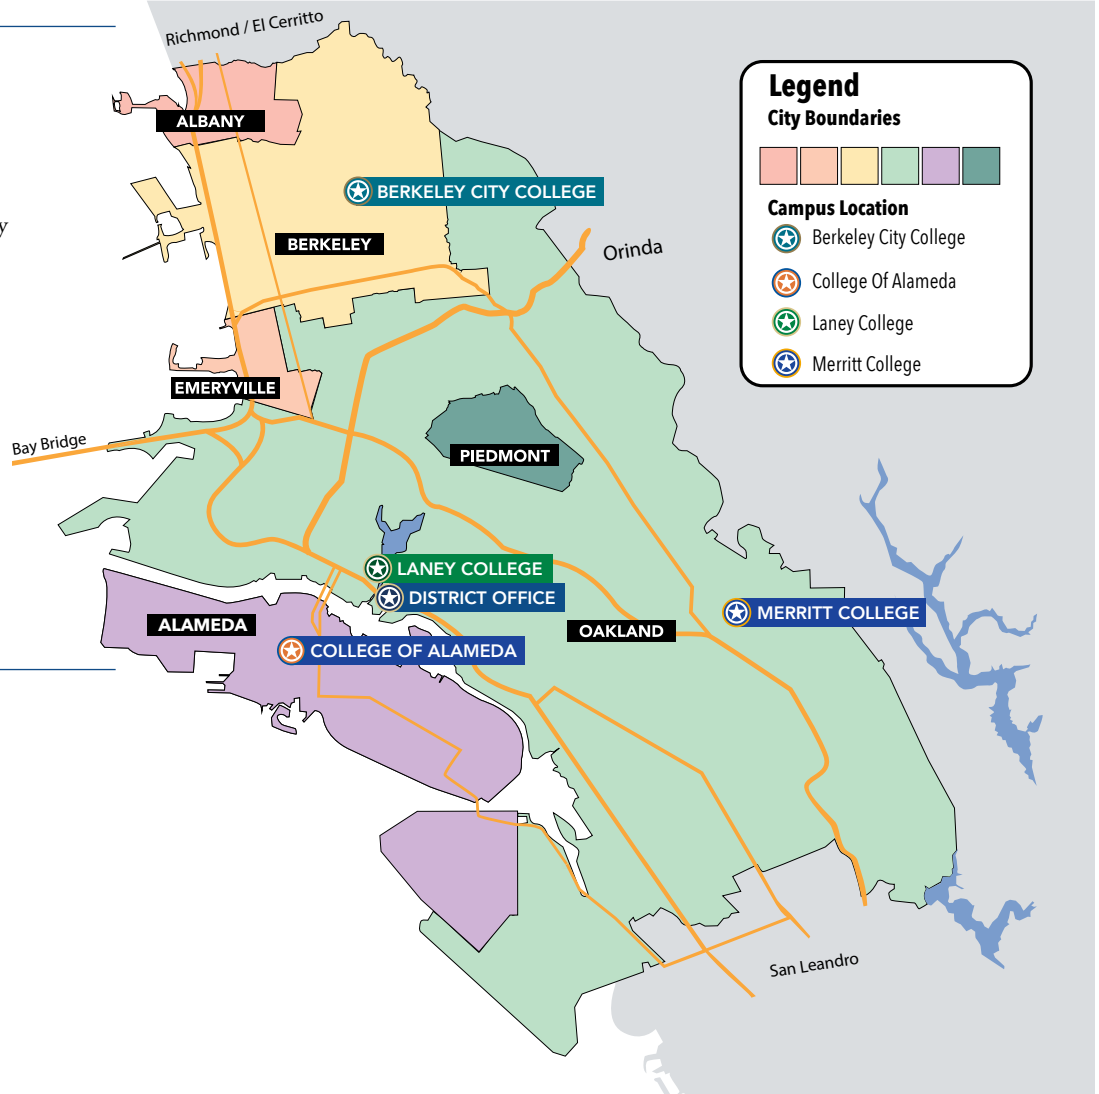 Richmond / El Cerritto
ALBANY
BERKELEY CITY COLLEGE
BERKELEY
Orinda
EMERYVILLE
Bay Bridge
PIEDMONT
LANEY COLLEGE
DISTRICT OFFICE
ALAMEDA
OAKLAND
MERRITT COLLEGE
COLLEGE OF ALAMEDA
San Leandro
Legend
City Boundaries
Campus Location
Berkeley City College
College Of Alameda
Laney College
Merritt College
y